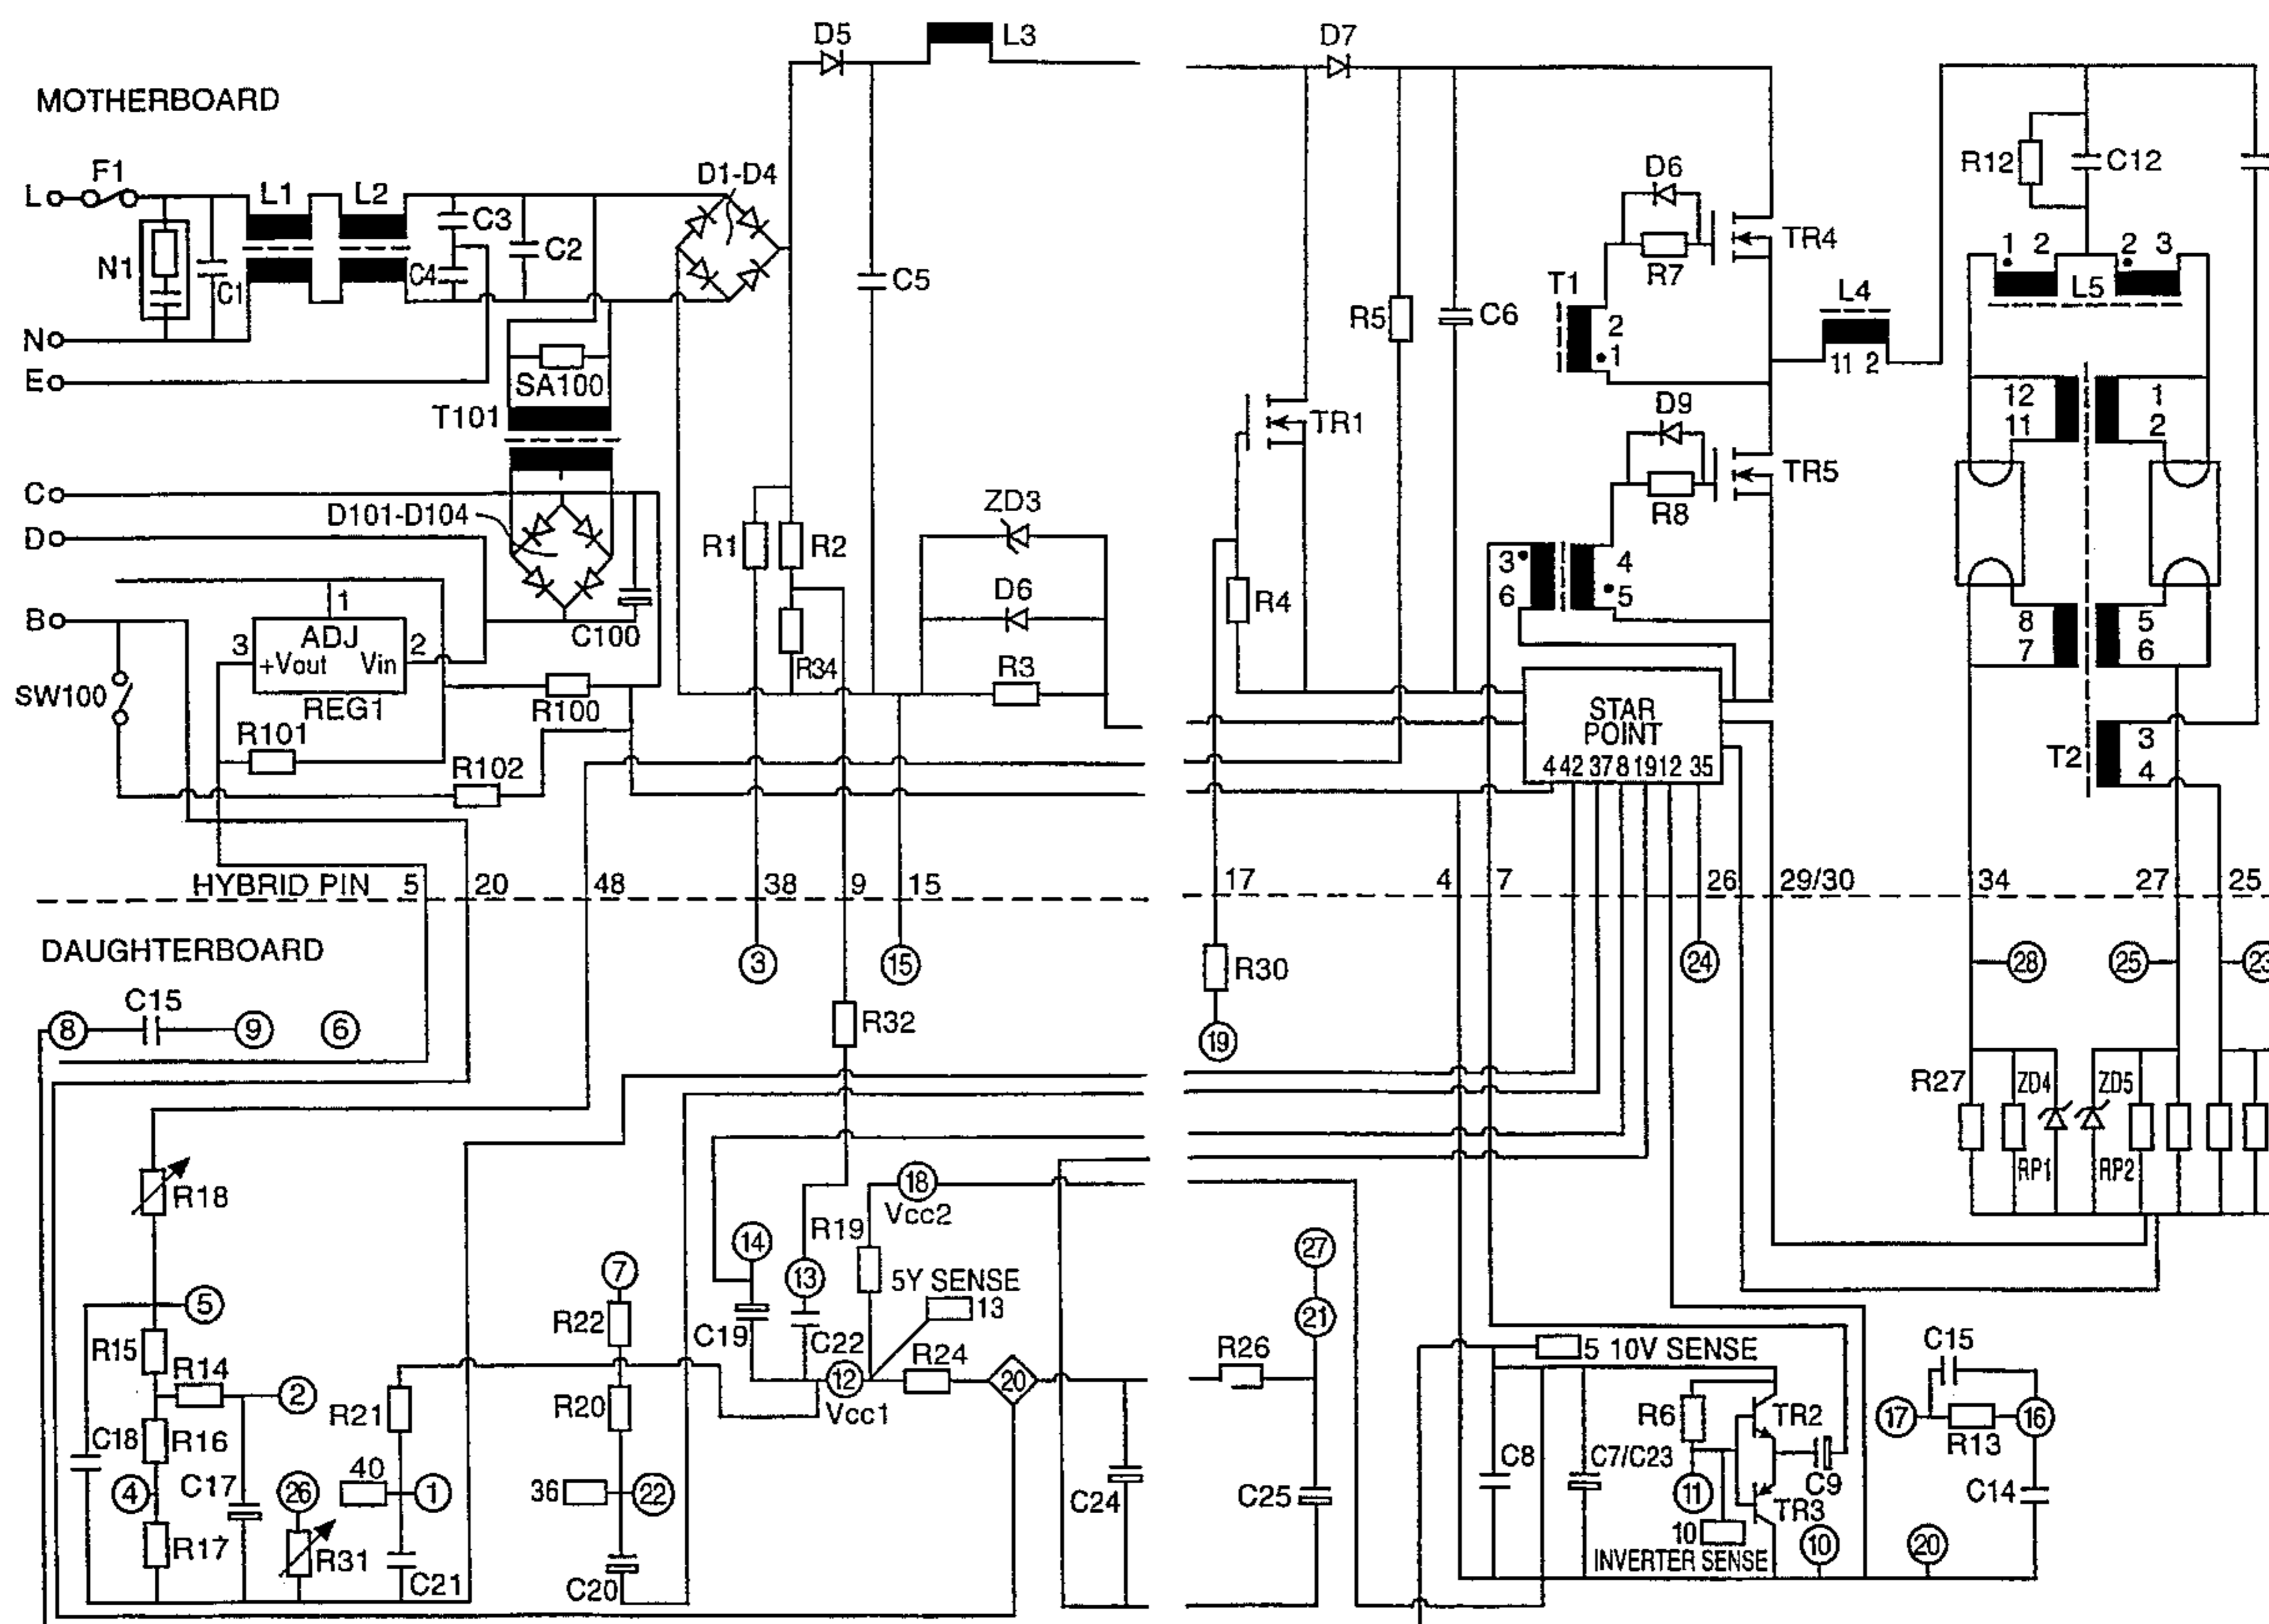 D5
L3
D7
MOTHERBOARD
F1
L
L1
L2
D1-D4
C3
C2
N1
C1
C4
C5
N
E
SA100
T101
C
D101-D104
D
R1
R2
ZD3
D6
1
B
ADJ
3
2
+Vout
Vin
C100
R34
R3
SW100
REG1
R100
R101
R102
R12
C12
D6
TR4
R7
T1
2
1
R5
C6
L4
11 2
1
2
2
3
L5
TR1
D9
TR5
R8
12
11
1
2
R4
3
6
4
5
8
7
5
6
STAR
POINT
4 42 37 8 19 12 35
T2
3
4
HYBRID PIN
5
20
48
38
9
15
17
4
7
26
29/30
34
27
25
DAUGHTERBOARD
3
15
R30
24
28
25
23
C15
8
9
6
R32
19
R27
ZD4
ZD5
RP1
RP2
R18
18
Vcc2
14
R19
7
13
27
5
5Y SENSE
13
21
R22
C19
C22
R15
R14
2
R24
20
R26
5 10V SENSE
C15
12
Vcc1
R21
R20
R6
TR2
17
16
R13
C18
R16
C8
C7/C23
C9
40
4
C17
26
1
36
22
C24
C25
11
TR3
C14
R17
R31
10
INVERTER SENSE
10
20
C21
C20